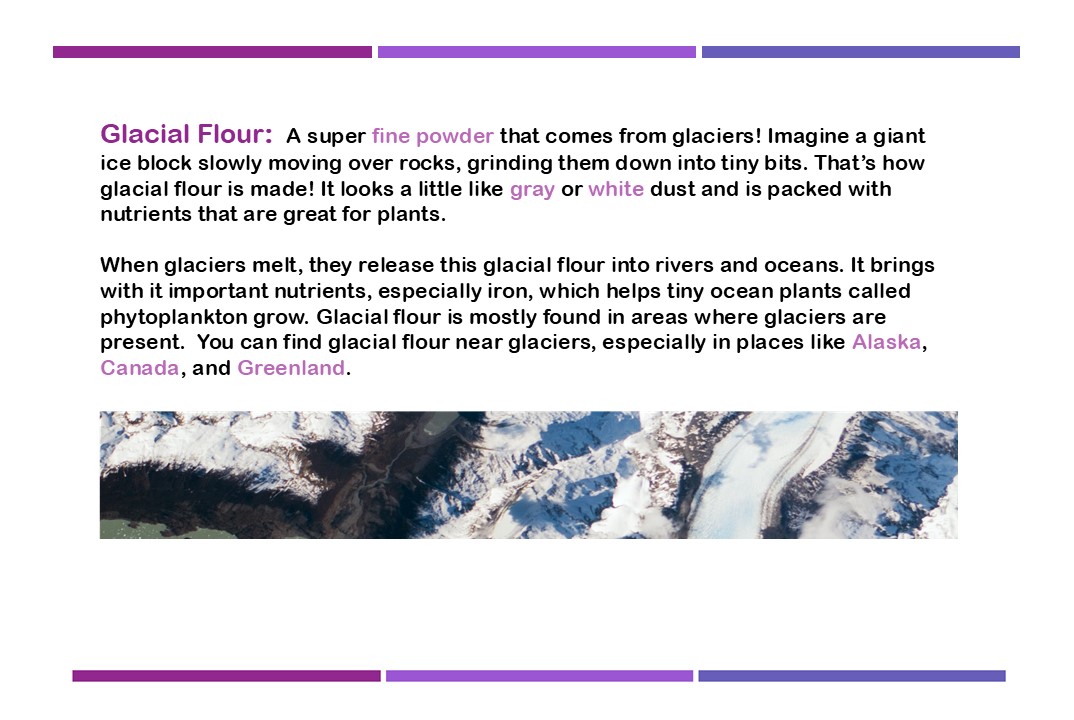 Glacial Flour: A super fine powder that comes from glaciers! Imagine a giant
ice block slowly moving over rocks, grinding them down into tiny bits. That’s how
glacial flour is made! It looks a little like gray or white dust and is packed with
nutrients that are great for plants.
When glaciers melt, they release this glacial flour into rivers and oceans. It brings
with it important nutrients, especially iron, which helps tiny ocean plants called
phytoplankton grow. Glacial flour is mostly found in areas where glaciers are
present.  You can find glacial flour near glaciers, especially in places like Alaska,
Canada, and Greenland.